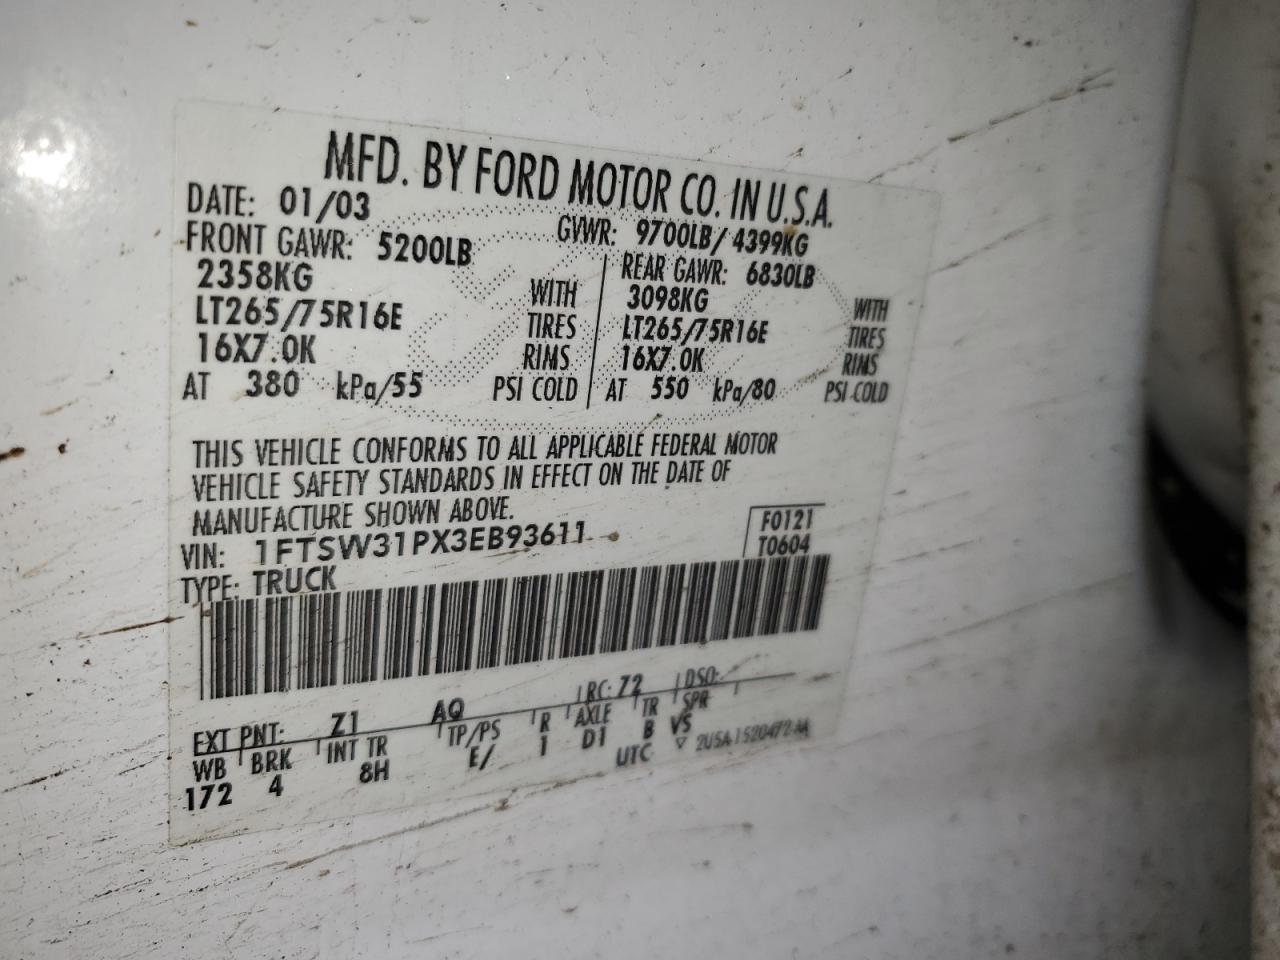 MFD. BY FORD MOTOR CO. IN U.S.A.
DATE: 01/03 GVWR: 9700LB/4399KG
FRONT GAWR: 5200LB REAR GAWR: 6830LB
2358KG WITH 3098KG WITH
LT265/75R16E TIRES LT265/75R16E TIRES
16X7.0K RIMS 16X7.0K RIMS
AT 380 kPa/55 PSI COLD AT 550 kPa/80 PSI COLD
THIS VEHICLE CONFORMS TO ALL APPLICABLE FEDERAL MOTOR
VEHICLE SAFETY STANDARDS IN EFFECT ON THE DATE OF
MANUFACTURE SHOWN ABOVE.
VIN: 1FTSW31PX3EB93611 F0121
TYPE: TRUCK T0604
EXT PNT: Z1 AQ RC: 72 DSO:
WB BRK INT TR TP/PS R AXLE TR SPR
172 4 8H E/ 1 D1 B VS
UTC